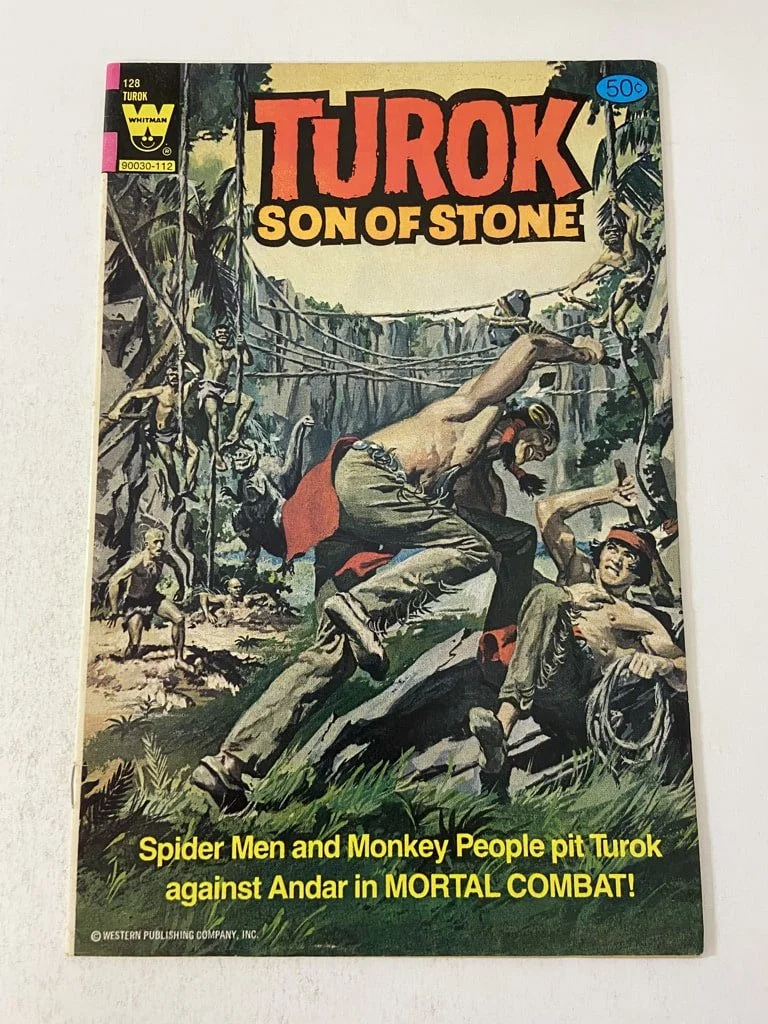 128
TUROK
WHITMAN
®
90030-112
50¢
TUROK
SON OF STONE
Spider Men and Monkey People pit Turok
against Andar in MORTAL COMBAT!
© WESTERN PUBLISHING COMPANY, INC.